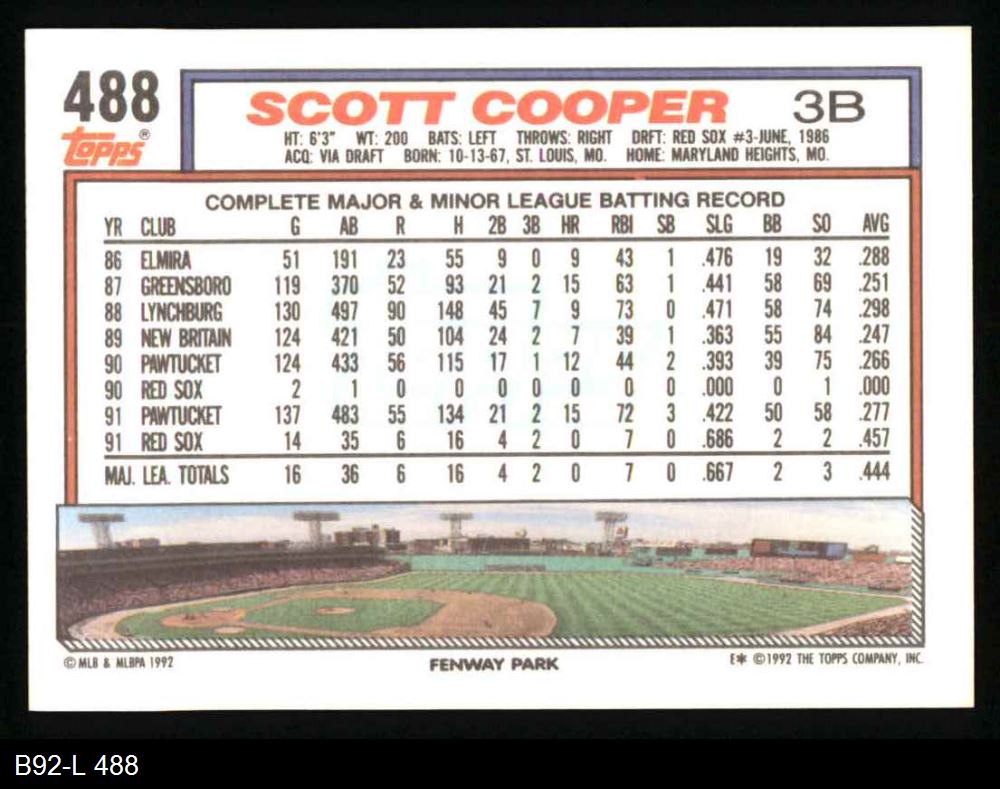 488
Topps®
SCOTT COOPER 3B
HT: 6'3" WT: 200 BATS: LEFT THROWS: RIGHT DRFT: RED SOX #3-JUNE, 1986
ACQ: VIA DRAFT BORN: 10-13-67, ST. LOUIS, MO. HOME: MARYLAND HEIGHTS, MO.
COMPLETE MAJOR & MINOR LEAGUE BATTING RECORD
YR CLUB G AB R H 2B 3B HR RBI SB SLG BB SO AVG
86 ELMIRA 51 191 23 55 9 0 9 43 1 .476 19 32 .288
87 GREENSBORO 119 370 52 93 21 2 15 63 1 .441 58 69 .251
88 LYNCHBURG 130 497 90 148 45 7 9 73 0 .471 58 74 .298
89 NEW BRITAIN 124 421 50 104 24 2 7 39 1 .363 55 84 .247
90 PAWTUCKET 124 433 56 115 17 1 12 44 2 .393 39 75 .266
90 RED SOX 2 1 0 0 0 0 0 0 0 .000 0 1 .000
91 PAWTUCKET 137 483 55 134 21 2 15 72 3 .422 50 58 .277
91 RED SOX 14 35 6 16 4 2 0 7 0 .686 2 2 .457
MAJ. LEA. TOTALS 16 36 6 16 4 2 0 7 0 .667 2 3 .444
© MLB & MLBPA 1992 FENWAY PARK E* ©1992 THE TOPPS COMPANY, INC.
B92-L 488